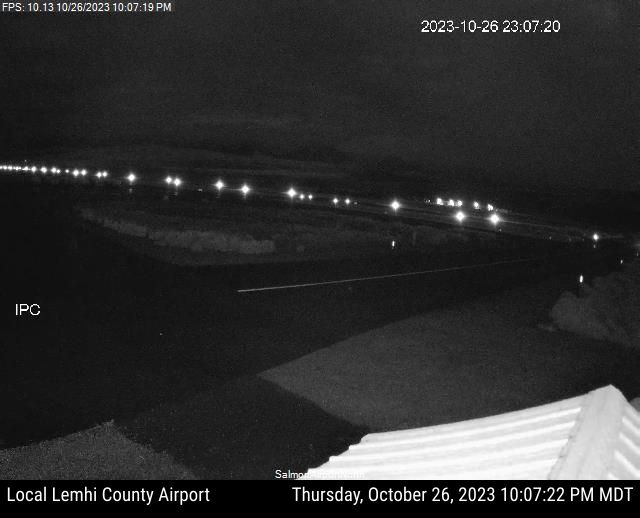 FPS: 10.13 10/26/2023 10:07:19 PM
2023-10-26 23:07:20
IPC
Local Lemhi County Airport
Thursday, October 26, 2023 10:07:22 PM MDT